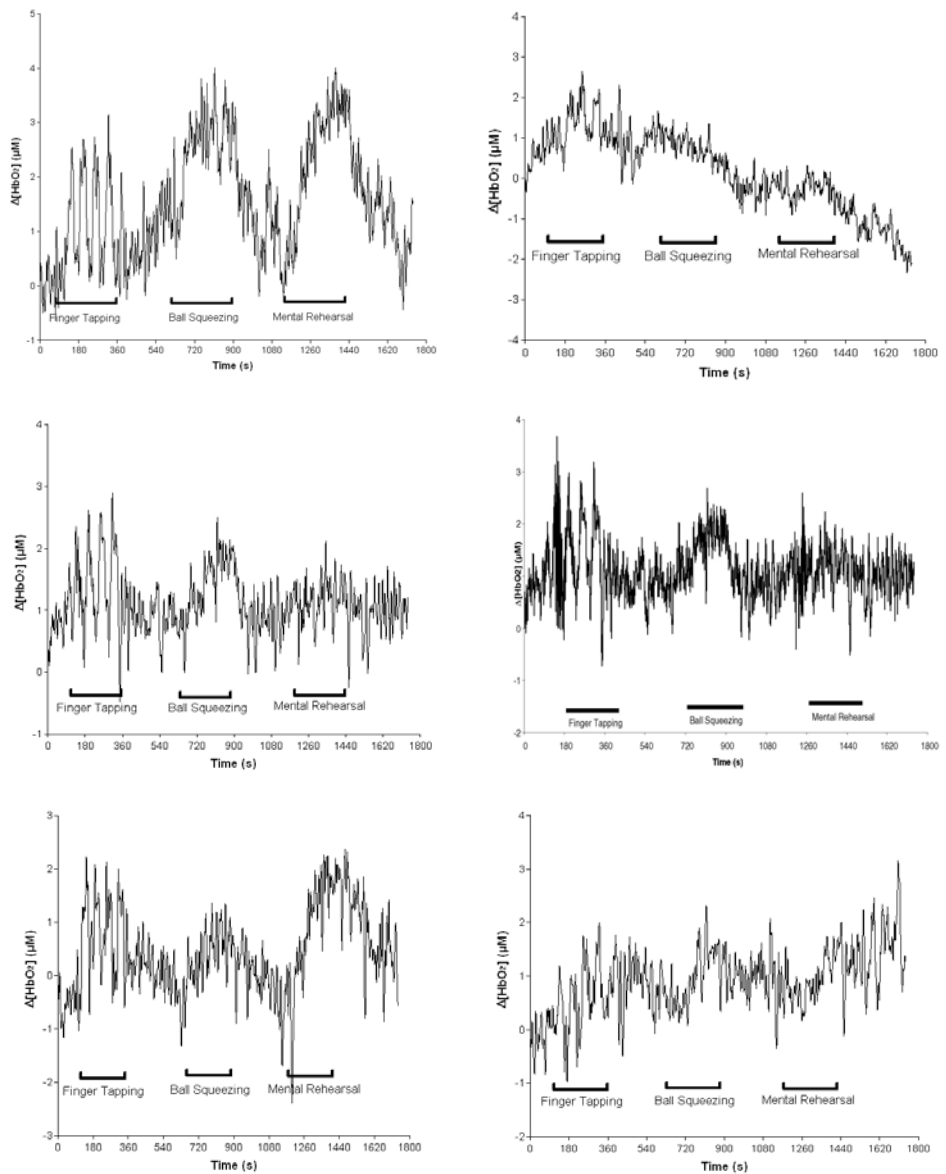 5
4
3
2
1
0
-1
Δ[HbO₂] (μM)
Finger Tapping
Ball Squeezing
Mental Rehearsal
0 180 360 540 720 900 1080 1260 1440 1620 1800
Time (s)
4
3
2
1
0
-1
-2
-3
-4
Δ[HbO₂] (μM)
Finger Tapping
Ball Squeezing
Mental Rehearsal
0 180 360 540 720 900 1080 1260 1440 1620 1800
Time (s)
4
3
2
1
0
-1
Δ[HbO₂] (μM)
Finger Tapping
Ball Squeezing
Mental Rehearsal
0 180 360 540 720 900 1080 1260 1440 1620 1800
Time (s)
4
3
2
1
0
-1
-2
Δ[HbO2] (μM)
Finger Tapping
Ball Squeezing
Mental Rehearsal
0 180 360 540 720 900 1080 1260 1440 1620 1800
Time (s)
3
2
1
0
-1
-2
-3
Δ[HbO₂] (μM)
Finger Tapping
Ball Squeezing
Mental Rehearsal
0 180 360 540 720 900 1080 1260 1440 1620 1800
Time (s)
4
3
2
1
0
-1
-2
Δ[HbO₂] (μM)
Finger Tapping
Ball Squeezing
Mental Rehearsal
0 180 360 540 720 900 1080 1260 1440 1620 1800
Time (s)